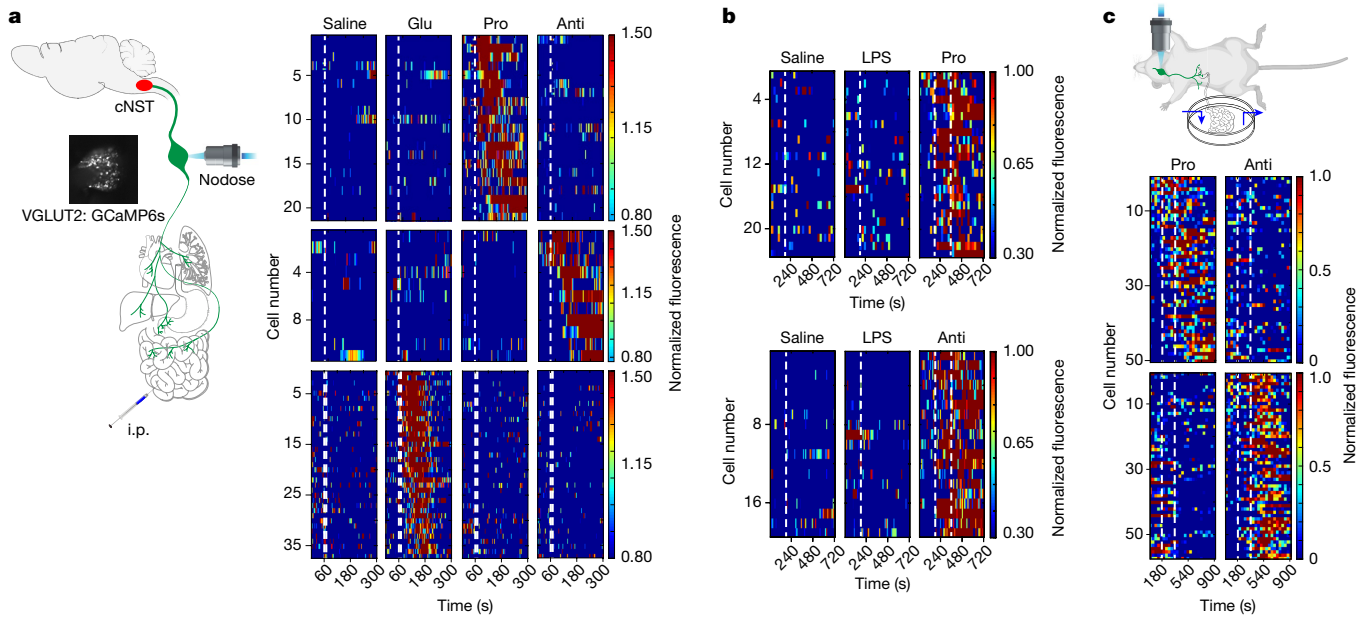 a
Saline Glu Pro Anti
cNST
Nodose
VGLUT2: GCaMP6s
i.p.
Cell number
5
10
15
20
4
8
5
15
25
35
60 180 300 60 180 300 60 180 300 60 180 300
Time (s)
1.50
1.15
0.80
1.50
1.15
0.80
1.50
1.15
0.80
Normalized fluorescence
b
Saline LPS Pro
Cell number
4
12
20
240 480 720 240 480 720 240 480 720
Time (s)
1.00
0.65
0.30
Normalized fluorescence
Saline LPS Anti
Cell number
8
16
240 480 720 240 480 720 240 480 720
Time (s)
1.00
0.65
0.30
Normalized fluorescence
c
Pro Anti
Cell number
10
30
50
10
30
50
180 540 900 180 540 900
Time (s)
1.0
0.5
0
1.0
0.5
0
Normalized fluorescence